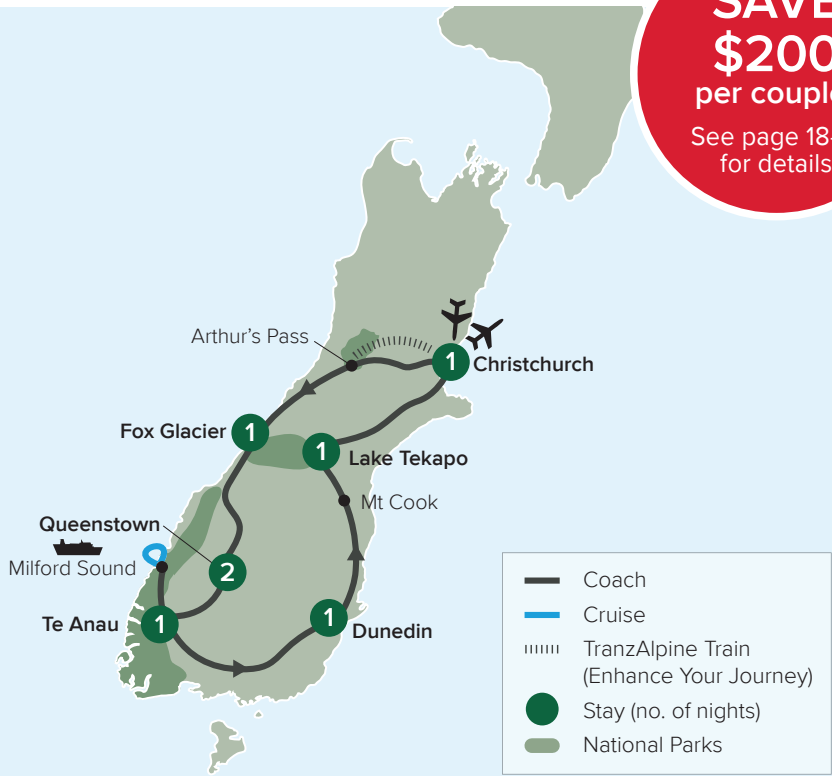 SAVE
$200
per couple
See page 18-
for details
Arthur's Pass
1
Christchurch
Fox Glacier
1
1
Lake Tekapo
Mt Cook
Queenstown
Milford Sound
2
Te Anau
1
1
Dunedin
Coach
Cruise
TranzAlpine Train
(Enhance Your Journey)
Stay (no. of nights)
National Parks